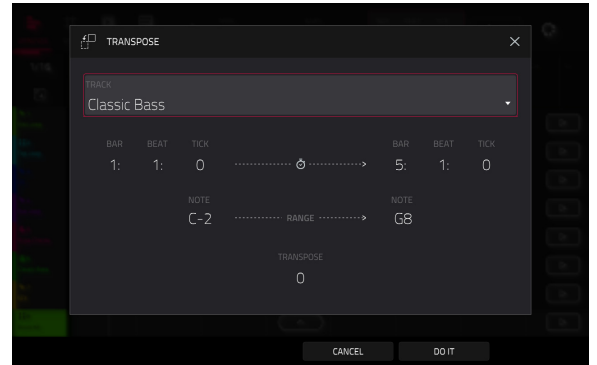 TRANSPOSE
TRACK
Classic Bass
BAR BEAT TICK BAR BEAT TICK
1: 1: 0 5: 1: 0
NOTE NOTE
C-2 RANGE G8
TRANSPOSE
0
CANCEL DO IT